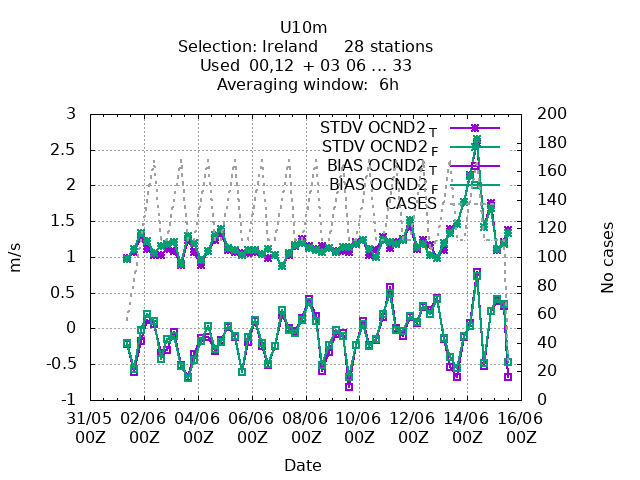 U10m
Selection: Ireland 28 stations
Used 00,12 + 03 06 ... 33
Averaging window: 6h
3
2.5
2
1.5
1
0.5
0
-0.5
-1
m/s
200
180
160
140
120
100
80
60
40
20
0
No cases
STDV OCND2 T
STDV OCND2 F
BIAS OCND2 T
BIAS OCND2 F
CASES
31/05 02/06 04/06 06/06 08/06 10/06 12/06 14/06 16/06
00Z 00Z 00Z 00Z 00Z 00Z 00Z 00Z 00Z
Date